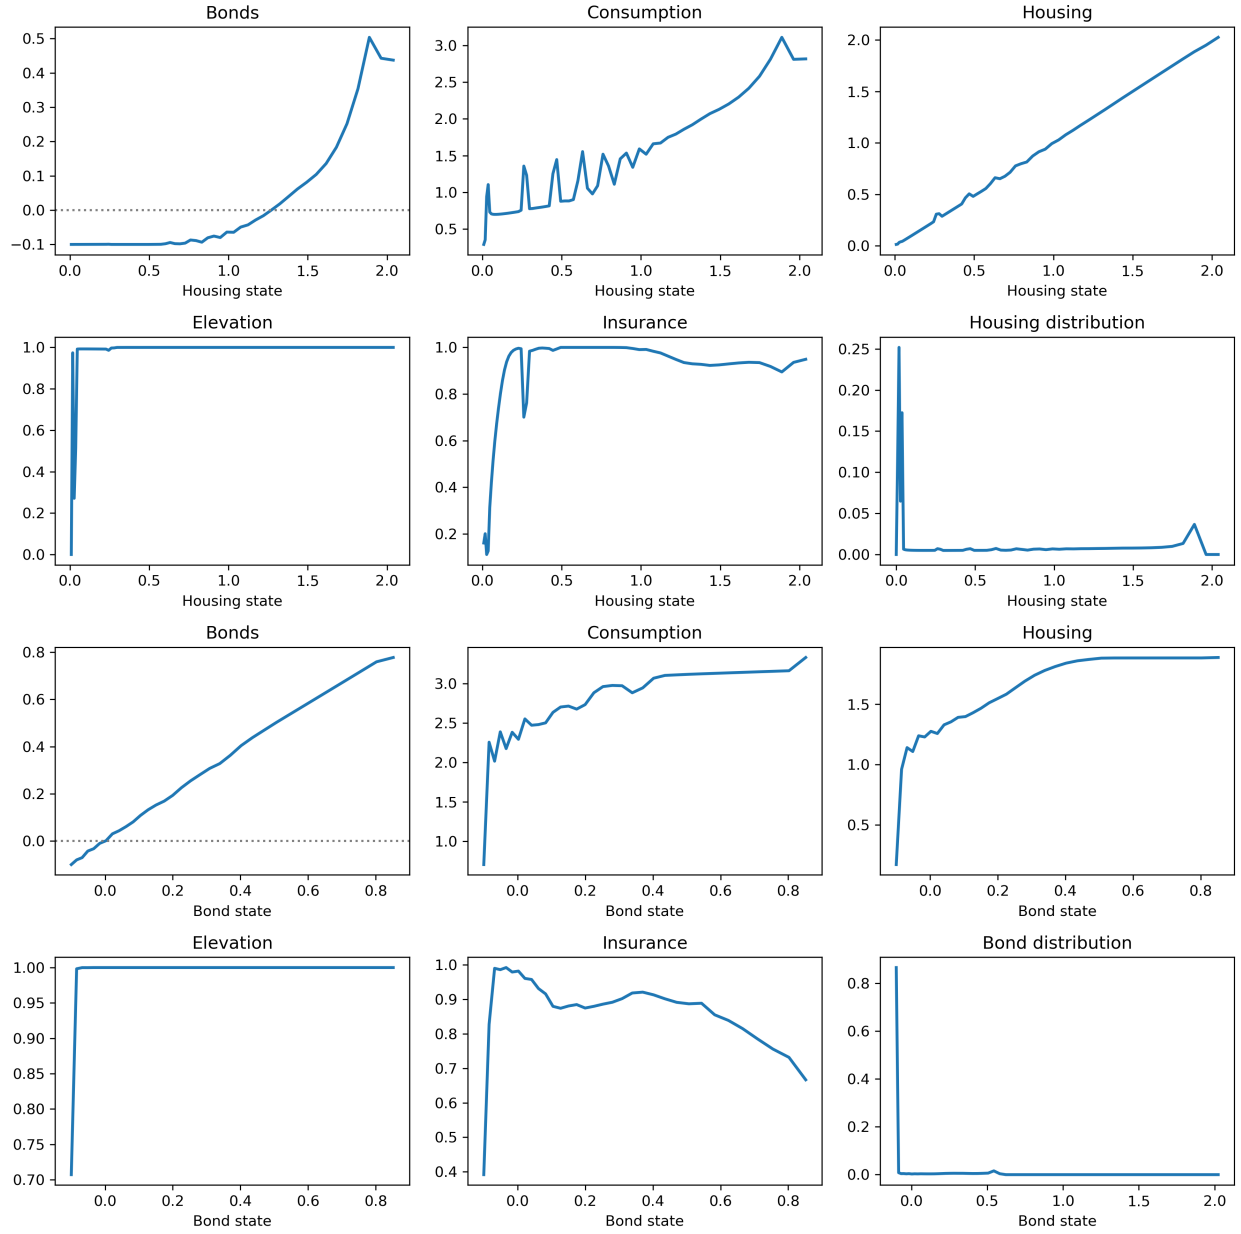 Bonds Consumption Housing
0.5 3.0 2.0
0.4 2.5
0.3 2.0 1.5
0.2 1.5 1.0
0.1 1.0 0.5
0.0 0.5 0.0
−0.1
0.0 0.5 1.0 1.5 2.0 0.0 0.5 1.0 1.5 2.0 0.0 0.5 1.0 1.5 2.0
Housing state Housing state Housing state
Elevation Insurance Housing distribution
1.0 1.0 0.25
0.8 0.8 0.20
0.6 0.6 0.15
0.4 0.4 0.10
0.2 0.2 0.05
0.0 0.00
0.0 0.5 1.0 1.5 2.0 0.0 0.5 1.0 1.5 2.0 0.0 0.5 1.0 1.5 2.0
Housing state Housing state Housing state
Bonds Consumption Housing
0.8 3.0 1.5
0.6 2.5
0.4 2.0 1.0
0.2 1.5 0.5
0.0 1.0
0.0 0.2 0.4 0.6 0.8 0.0 0.2 0.4 0.6 0.8 0.0 0.2 0.4 0.6 0.8
Bond state Bond state Bond state
Elevation Insurance Bond distribution
1.00 1.0 0.8
0.95 0.9 0.6
0.90 0.8 0.4
0.85 0.7 0.2
0.80 0.6 0.0
0.75 0.5
0.70 0.4
0.0 0.2 0.4 0.6 0.8 0.0 0.2 0.4 0.6 0.8 0.0 0.5 1.0 1.5 2.0
Bond state Bond state Bond state